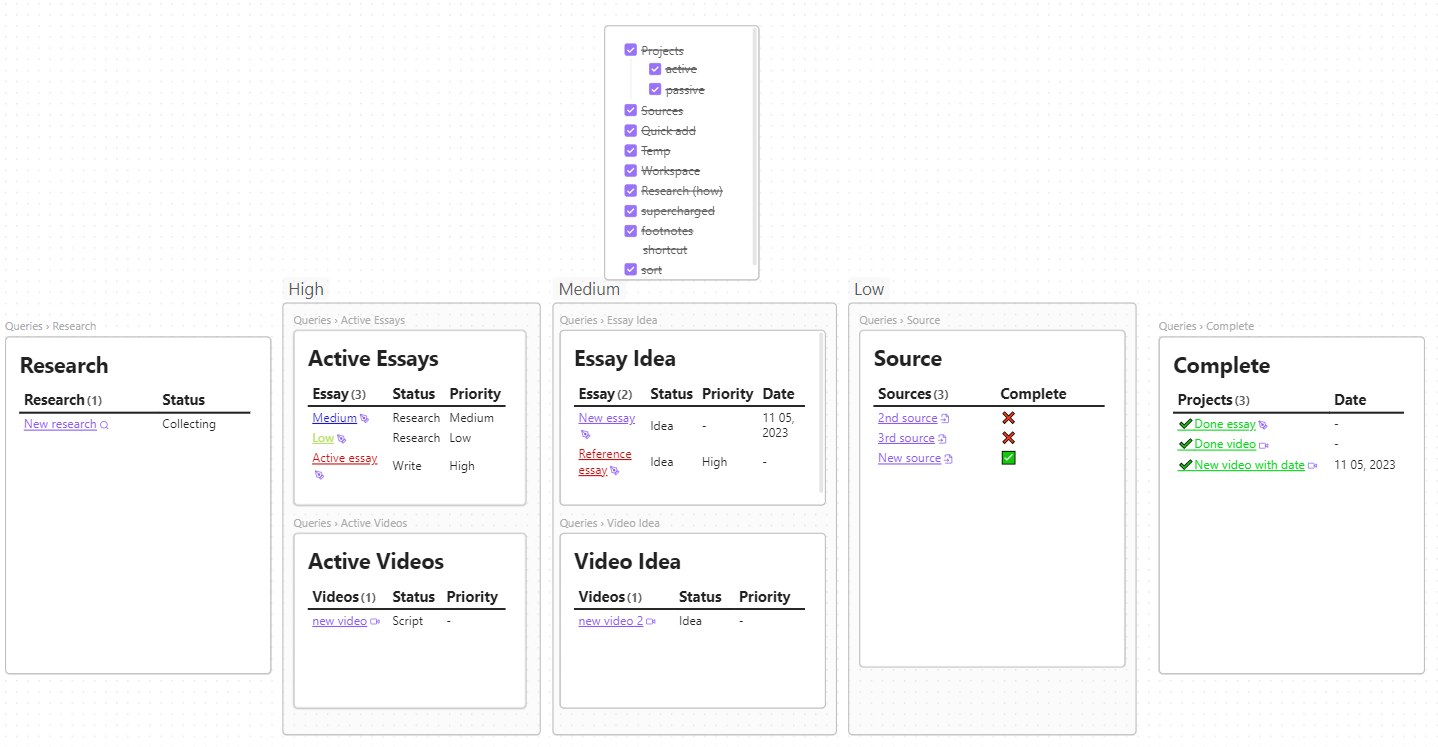 Projects
active
passive
Sources
Quick add
Temp
Workspace
Research (how)
supercharged
footnotes
shortcut
sort
High
Medium
Low
Queries › Research
Research
Research (1) Status
New research Collecting
Queries › Active Essays
Active Essays
Essay (3) Status Priority
Medium Research Medium
Low Research Low
Active essay Write High
Queries › Active Videos
Active Videos
Videos (1) Status Priority
new video Script -
Queries › Essay Idea
Essay Idea
Essay (2) Status Priority Date
New essay Idea - 11 05,
2023
Reference
essay Idea High -
Queries › Video Idea
Video Idea
Videos (1) Status Priority
new video 2 Idea -
Queries › Source
Source
Sources (3) Complete
2nd source ❌
3rd source ❌
New source ✅
Queries › Complete
Complete
Projects (3) Date
✔Done essay -
✔Done video -
✔New video with date 11 05, 2023